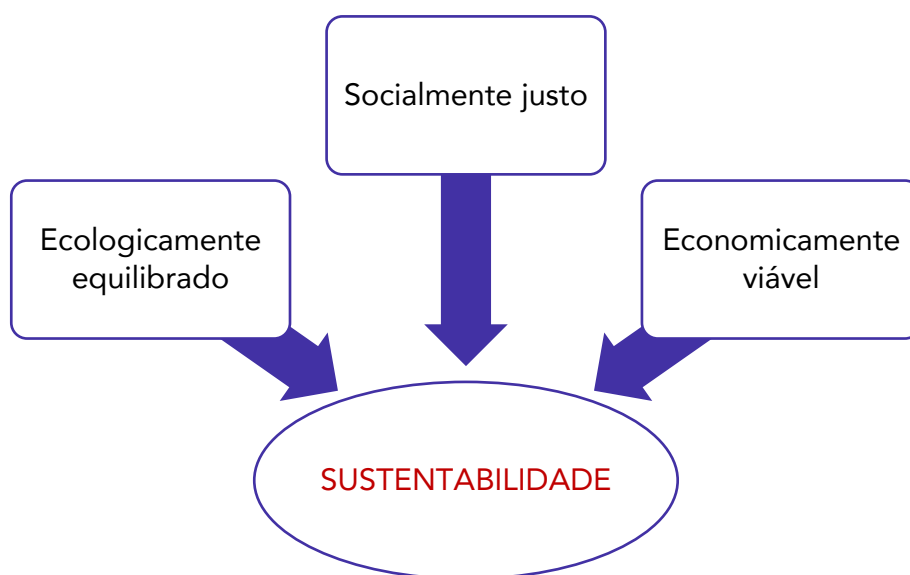 Socialmente justo
Ecologicamente
equilibrado
Economicamente
viável
SUSTENTABILIDADE